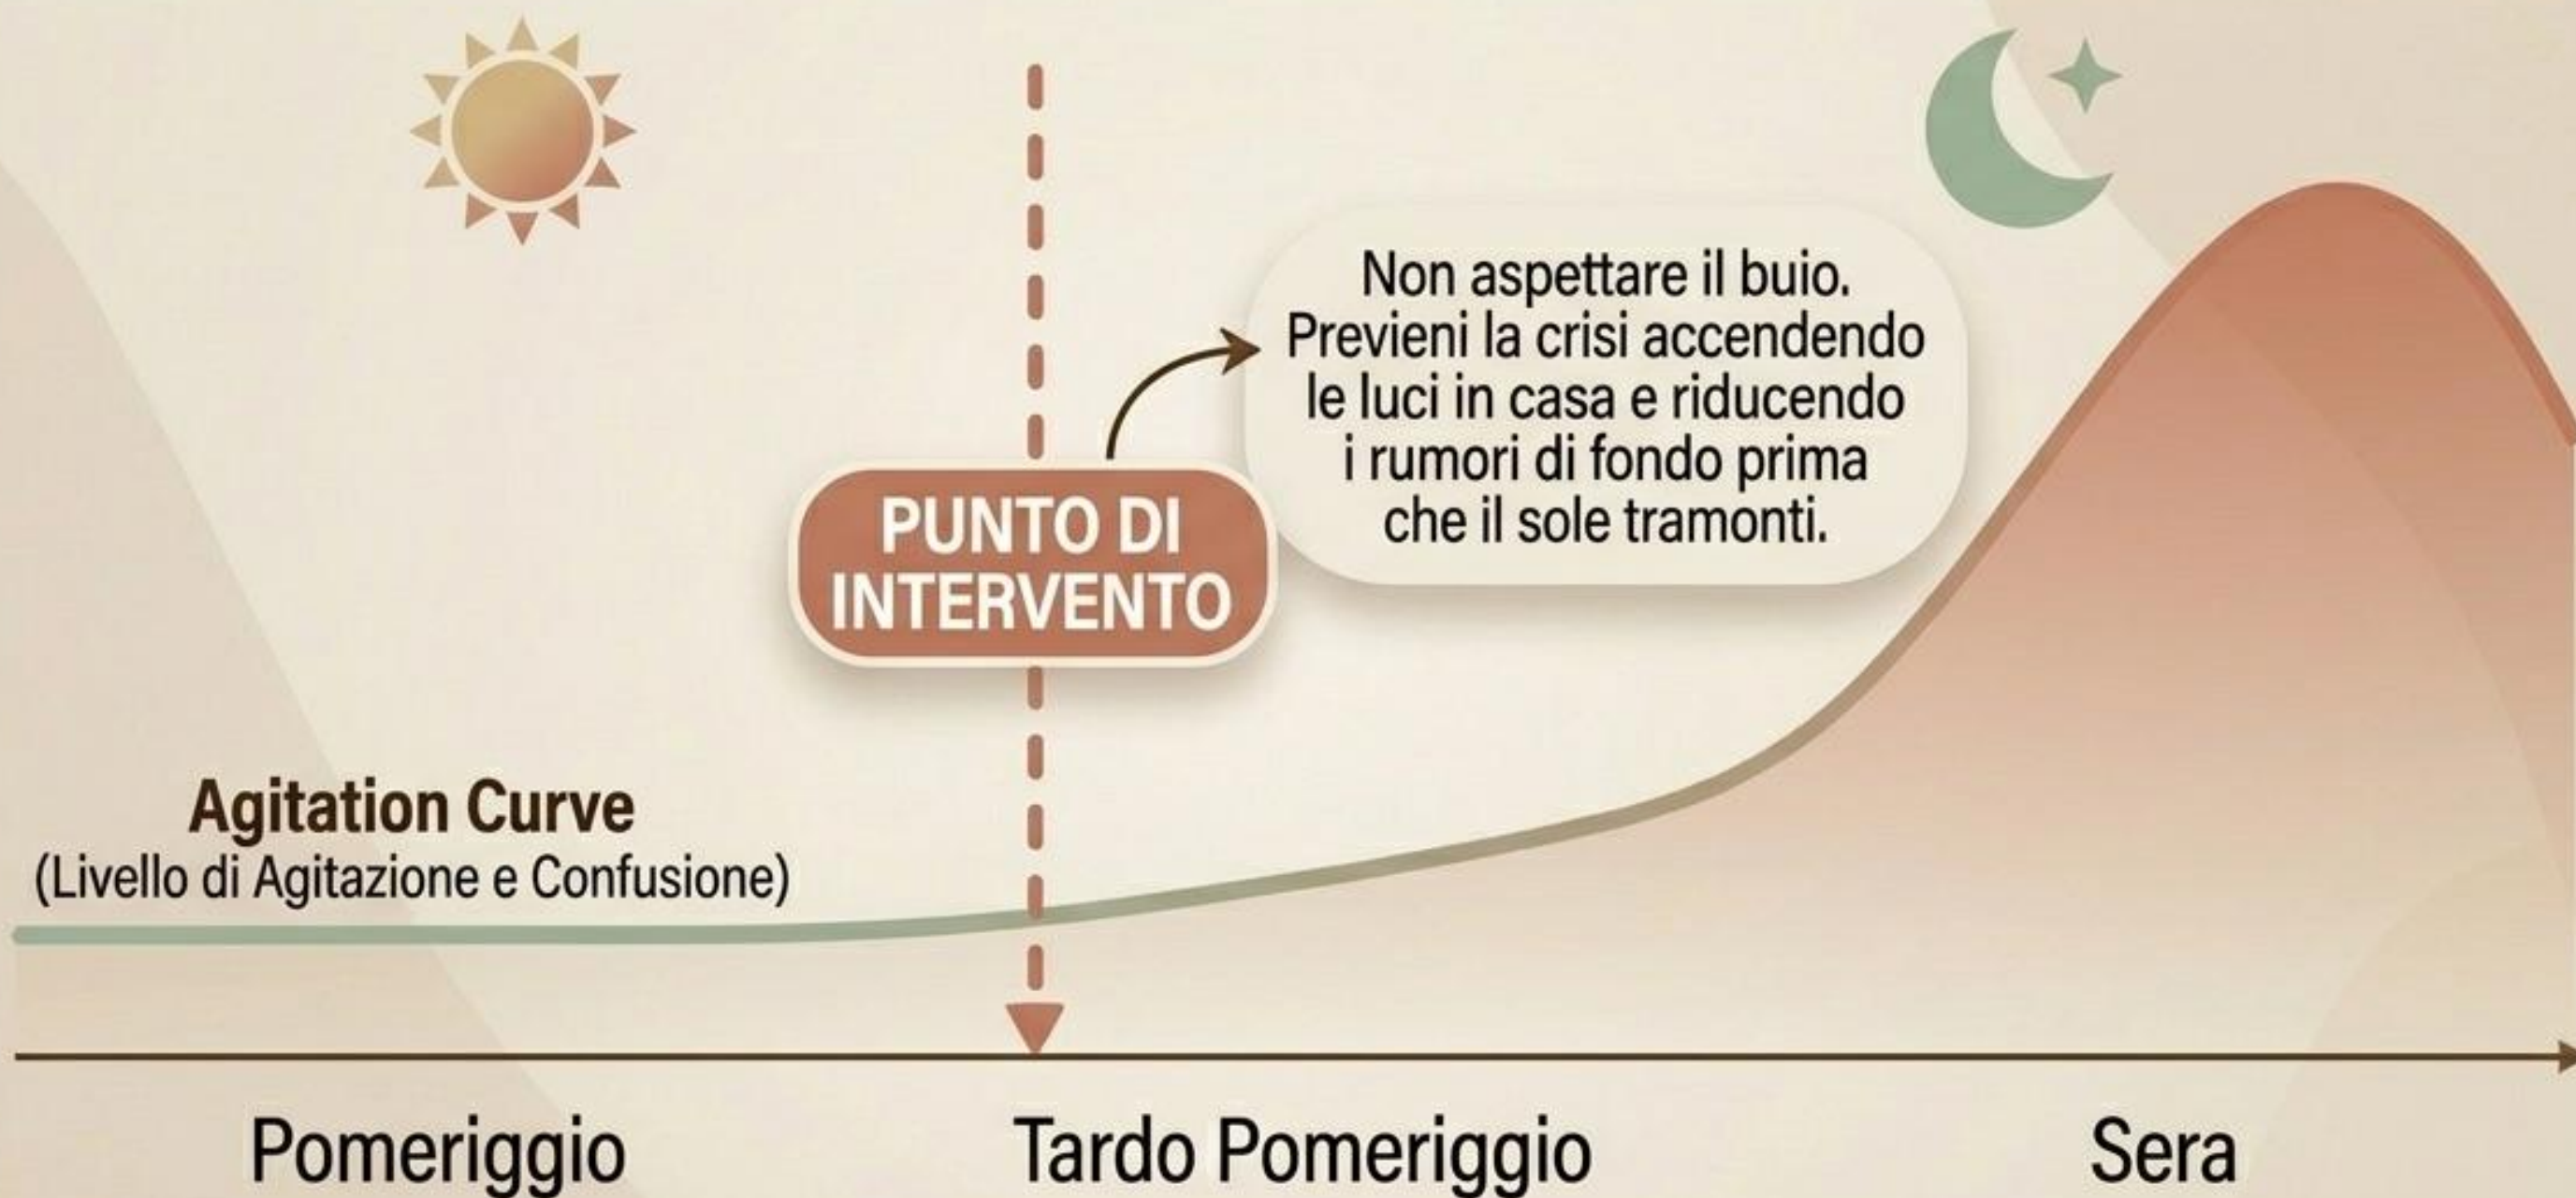 Non aspettare il buio.
Previeni la crisi accendendo
le luci in casa e riducendo
i rumori di fondo prima
che il sole tramonti.
PUNTO DI
INTERVENTO
Agitation Curve
(Livello di Agitazione e Confusione)
Pomeriggio
Tardo Pomeriggio
Sera